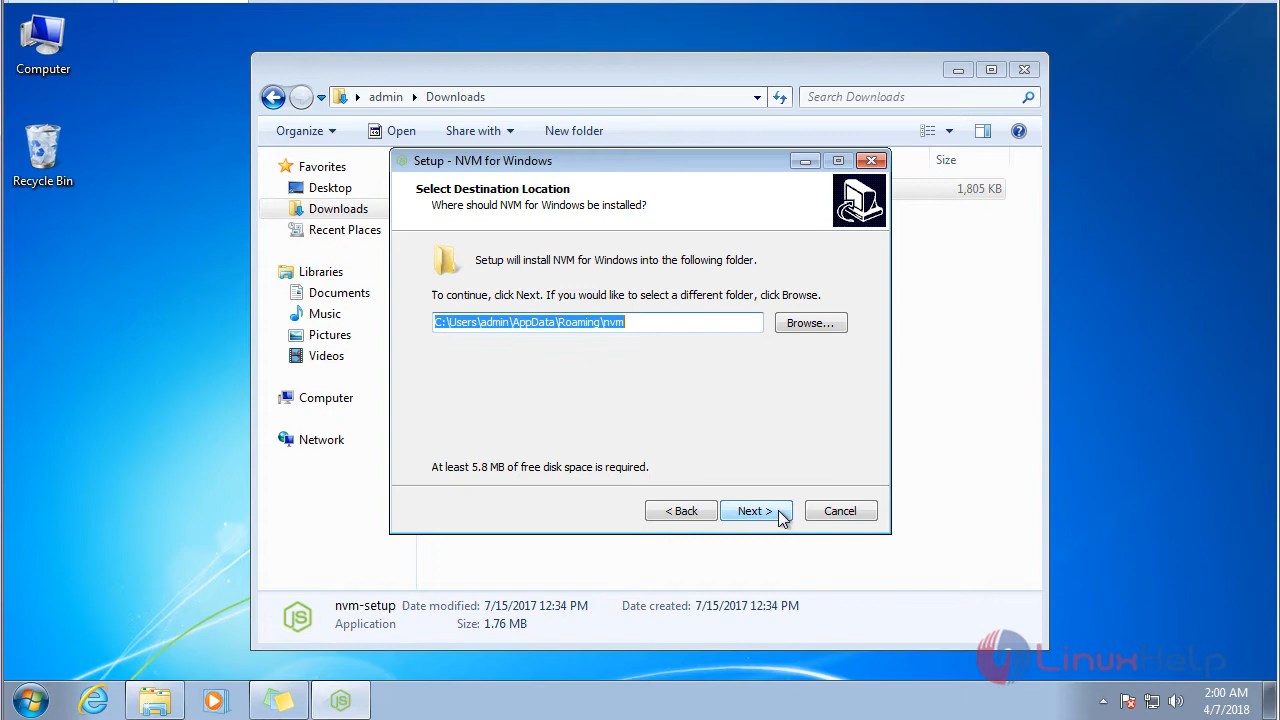 Computer
Recycle Bin
admin
Downloads
Search Downloads
Organize
Open
Share with
New folder
Favorites
Desktop
Downloads
Recent Places
Libraries
Documents
Music
Pictures
Videos
Computer
Network
Size
1,805 KB
Setup - NVM for Windows
Select Destination Location
Where should NVM for Windows be installed?
Setup will install NVM for Windows into the following folder.
To continue, click Next. If you would like to select a different folder, click Browse.
C:\Users\admin\AppData\Roaming\nvm
Browse...
At least 5.8 MB of free disk space is required.
< Back
Next >
Cancel
JS
nvm-setup Date modified: 7/15/2017 12:34 PM Date created: 7/15/2017 12:34 PM
Application Size: 1.76 MB
LinuxHelp
2:00 AM
4/7/2018